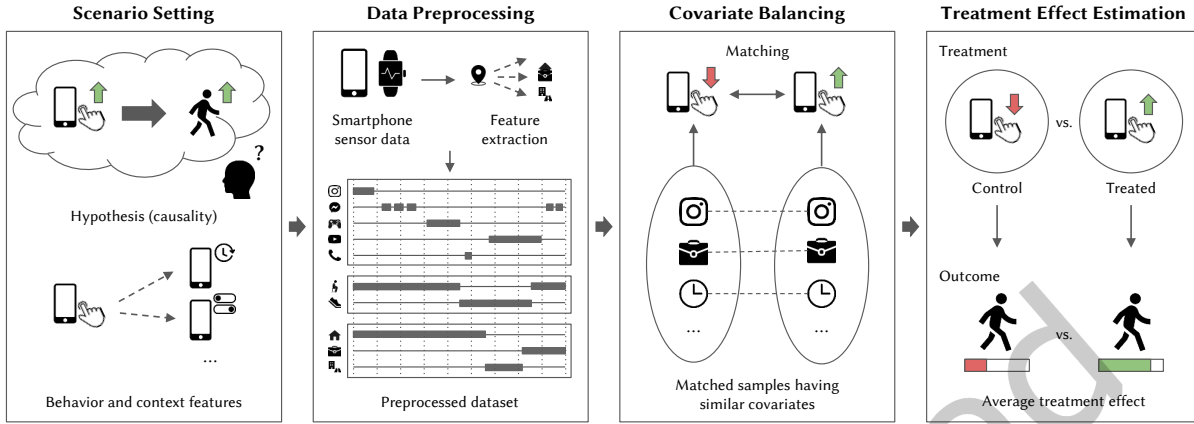 Scenario Setting
?
Hypothesis (causality)
...
Behavior and context features
Data Preprocessing
Smartphone
sensor data
Feature
extraction
Preprocessed dataset
Covariate Balancing
Matching
...
...
Matched samples having
similar covariates
Treatment Effect Estimation
Treatment
vs.
Control
Treated
Outcome
vs.
Average treatment effect